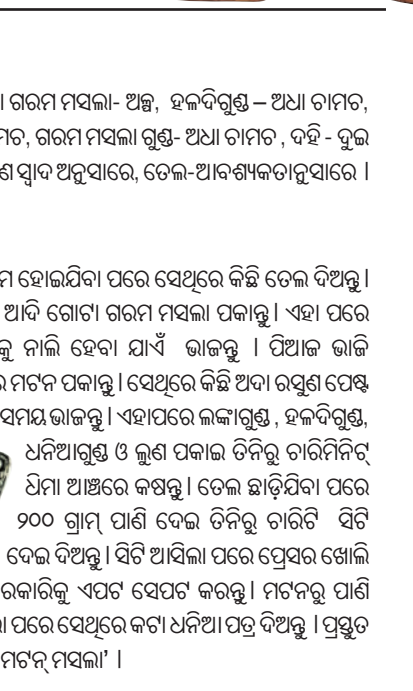 ଗରମ ମସଲା- ଅଳ୍ପ, ହଳଦିଗୁଣ୍ଡ – ଅଧା ଚାମଚ,
ଗରମ ମସଲା ଗୁଣ୍ଡ- ଅଧା ଚାମଚ , ଦହି - ଦୁଇ
ସ୍ୱାଦ ଅନୁସାରେ, ତେଲ-ଆବଶ୍ୟକତାନୁସାରେ ।
ହୋଇଯିବା ପରେ ସେଥିରେ କିଛି ତେଲ ଦିଅନ୍ତୁ ।
ଆଦି ଗୋଟା ଗରମ ମସଲା ପକାନ୍ତୁ । ଏହା ପରେ
ନାଲି ହେବା ଯାଏଁ ଭାଜନ୍ତୁ । ପିଆଜ ଭାଜି
ମଟନ ପକାନ୍ତୁ । ସେଥିରେ କିଛି ଅଦା ରସୁଣ ପେଷ୍ଟ
ସମୟ ଭାଜନ୍ତୁ । ଏହାପରେ ଲଙ୍କାଗୁଣ୍ଡ , ହଳଦିଗୁଣ୍ଡ,
ଧନିଆଗୁଣ୍ଡ ଓ ଲୁଣ ପକାଇ ତିନିରୁ ଚାରିମିନିଟ୍
ଧିମା ଆଞ୍ଚରେ କଷନ୍ତୁ । ତେଲ ଛାଡ଼ିଯିବା ପରେ
୨୦୦ ଗ୍ରାମ୍ ପାଣି ଦେଇ ତିନିରୁ ଚାରିଟି ସିଟି
ଦେଇ ଦିଅନ୍ତୁ । ସିଟି ଆସିଲା ପରେ ପ୍ରେସର ଖୋଲି
ଏପଟ ସେପଟ କରନ୍ତୁ । ମଟନରୁ ପାଣି
ପରେ ସେଥିରେ କଟା ଧନିଆ ପତ୍ର ଦିଅନ୍ତୁ । ପ୍ରସ୍ତୁତ
ମଟନ୍ ମସଲା’ ।